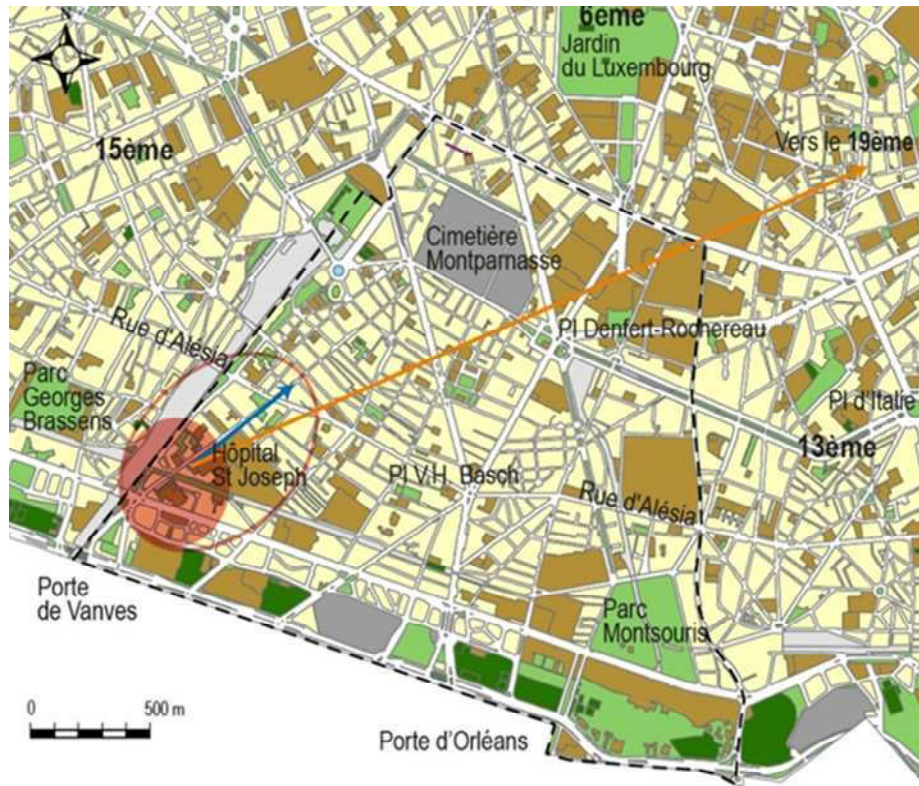 6ème
Jardin
du Luxembourg
15ème
Vers le 19ème
Cimetière
Montparnasse
Rue d'Alésia
Pl Denfert-Rochereau
Parc
Georges
Brassens
Pl d'Italie
Hôpital
St Joseph
13ème
Pl V.H. Basch
Rue d'Alésia
Porte
de Vanves
Parc
Montsouris
0 500 m
Porte d'Orléans